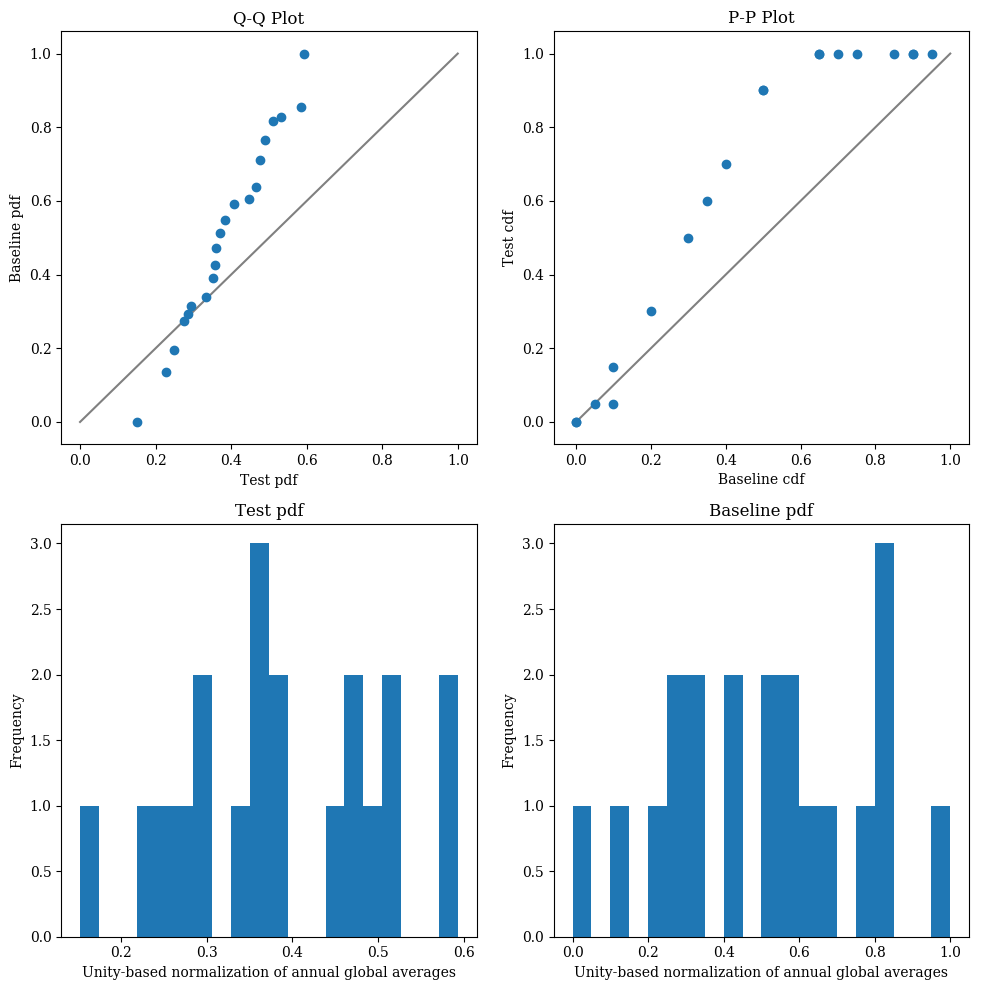 Q-Q Plot
1.0
0.8
0.6
0.4
0.2
0.0
Baseline pdf
0.0 0.2 0.4 0.6 0.8 1.0
Test pdf
P-P Plot
1.0
0.8
0.6
0.4
0.2
0.0
Test cdf
0.0 0.2 0.4 0.6 0.8 1.0
Baseline cdf
Test pdf
3.0
2.5
2.0
1.5
1.0
0.5
0.0
Frequency
0.2 0.3 0.4 0.5 0.6
Unity-based normalization of annual global averages
Baseline pdf
3.0
2.5
2.0
1.5
1.0
0.5
0.0
Frequency
0.0 0.2 0.4 0.6 0.8 1.0
Unity-based normalization of annual global averages